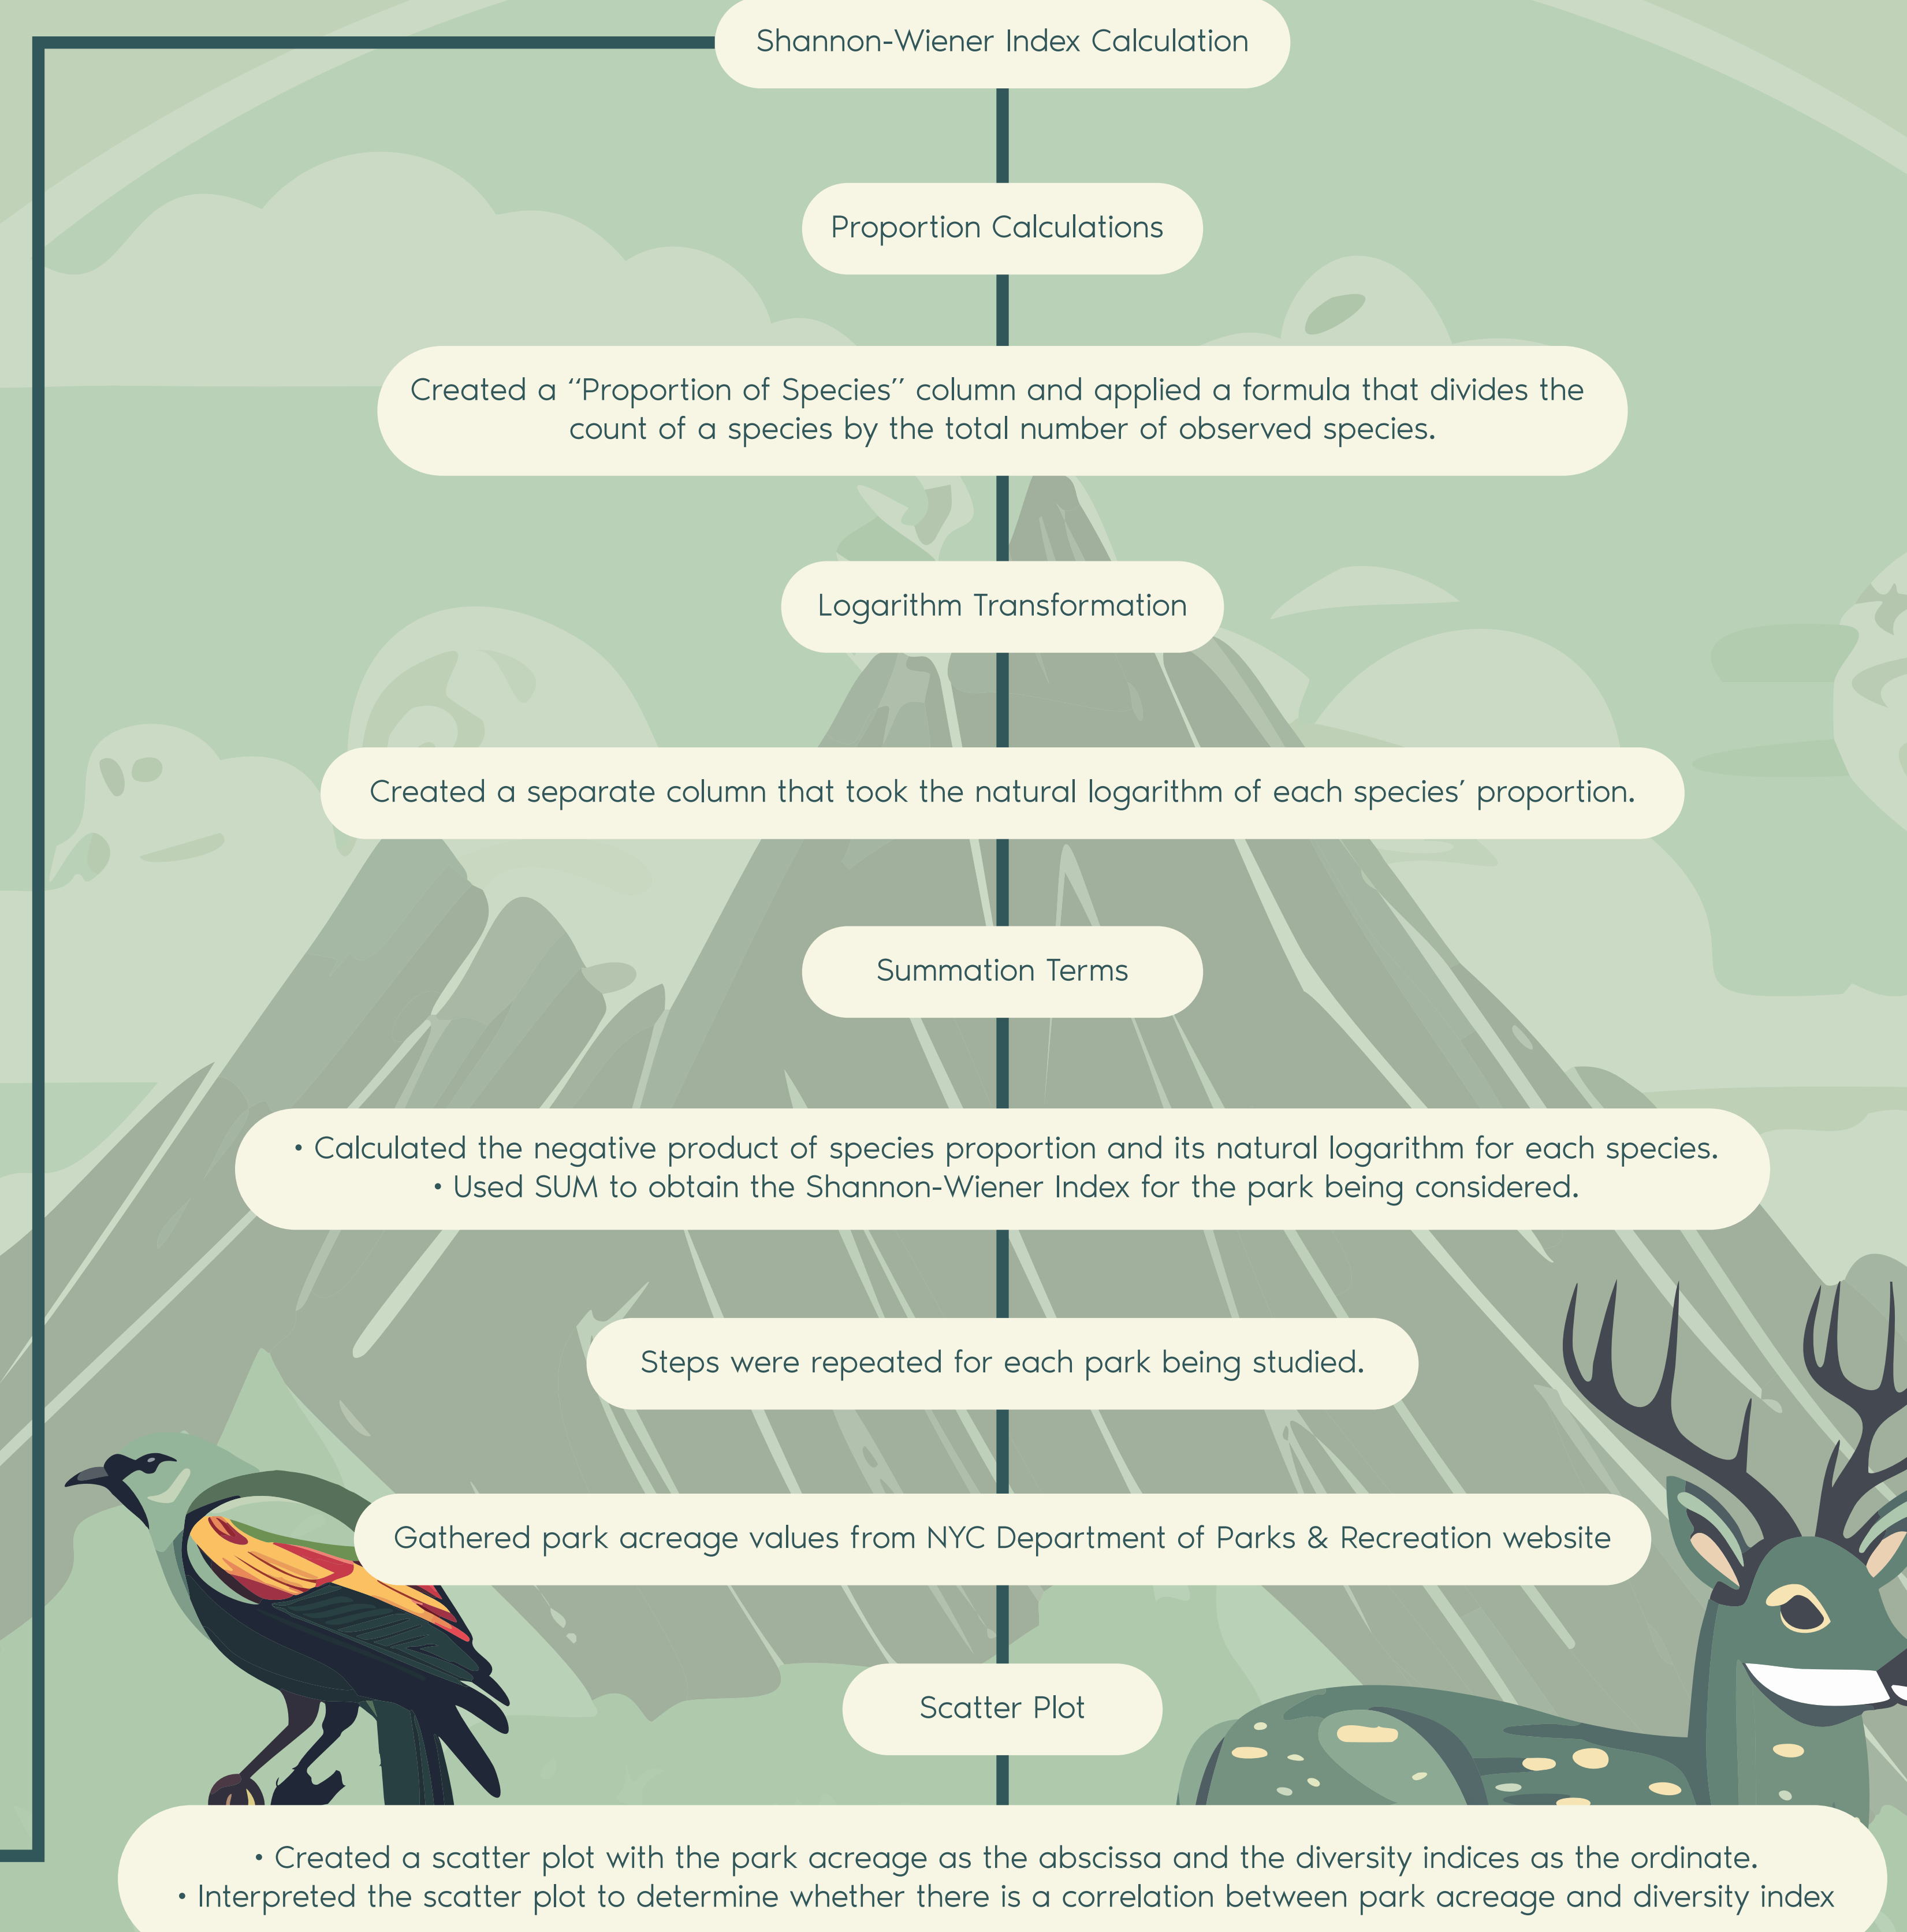 Shannon-Wiener Index Calculation
Proportion Calculations
Created a “Proportion of Species” column and applied a formula that divides the
count of a species by the total number of observed species.
Logarithm Transformation
Created a separate column that took the natural logarithm of each species’ proportion.
Summation Terms
• Calculated the negative product of species proportion and its natural logarithm for each species.
• Used SUM to obtain the Shannon-Wiener Index for the park being considered.
Steps were repeated for each park being studied.
Gathered park acreage values from NYC Department of Parks & Recreation website
Scatter Plot
• Created a scatter plot with the park acreage as the abscissa and the diversity indices as the ordinate.
• Interpreted the scatter plot to determine whether there is a correlation between park acreage and diversity index